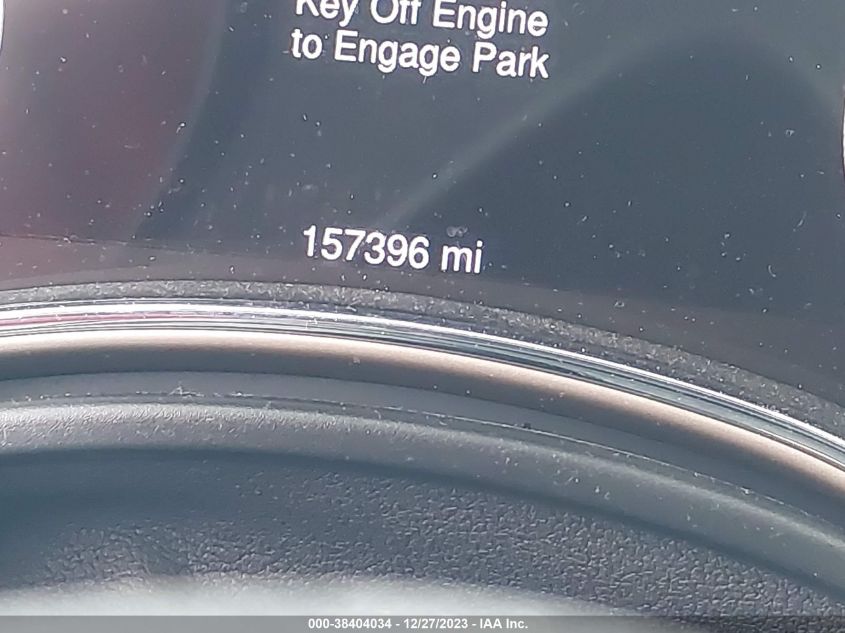 Key Off Engine
to Engage Park
157396 mi
000-38404034 - 12/27/2023 - IAA Inc.